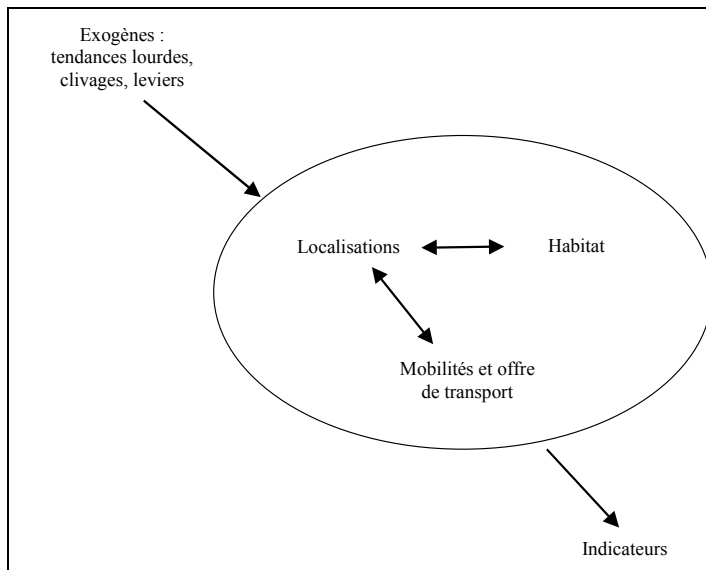 Exogènes :
tendances lourdes,
clivages, leviers
Localisations
Habitat
Mobilités et offre
de transport
Indicateurs